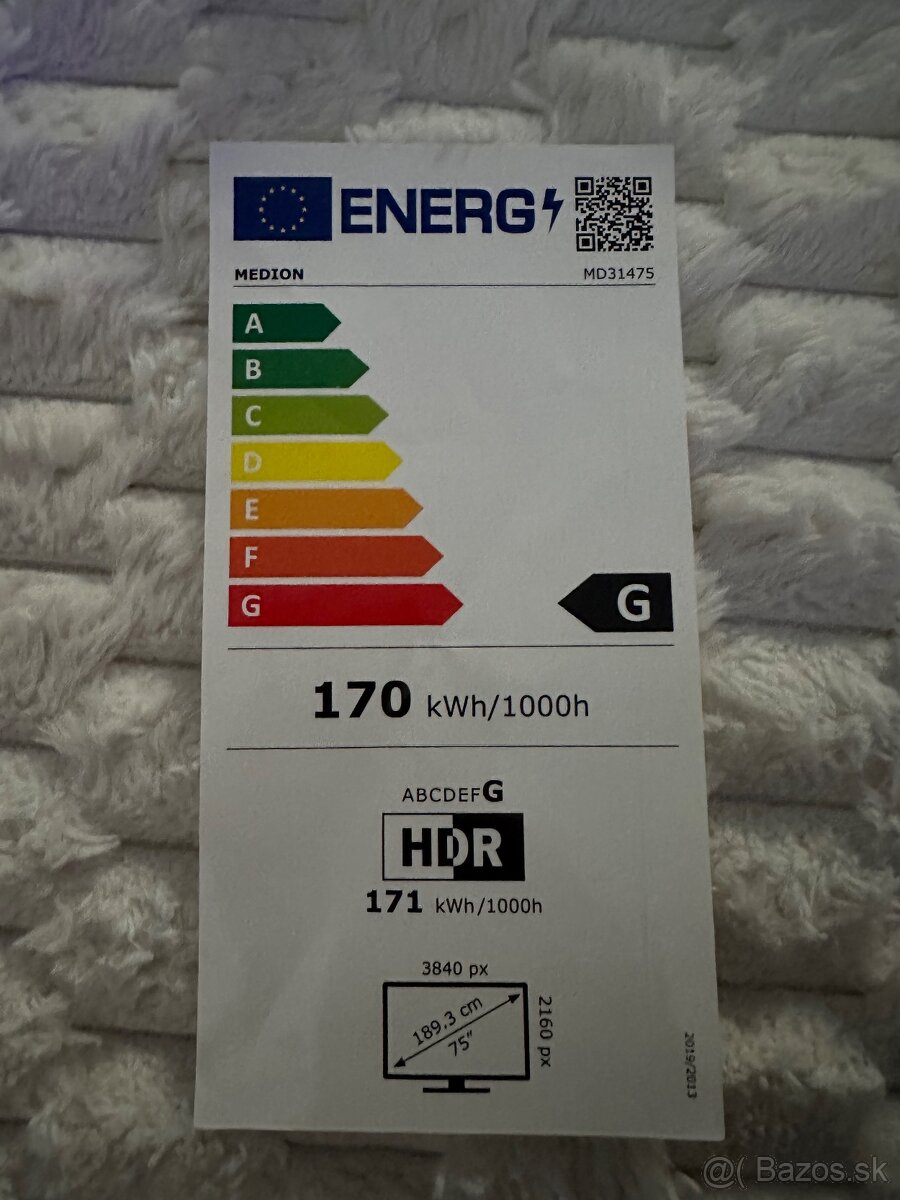 ENERG
MEDION MD31475
A
B
C
D
E
F
G
G
170 kWh/1000h
ABCDEFG
HDR
171 kWh/1000h
3840 px
189,3 cm
75"
2160 px
2019/2013
@( Bazos.sk